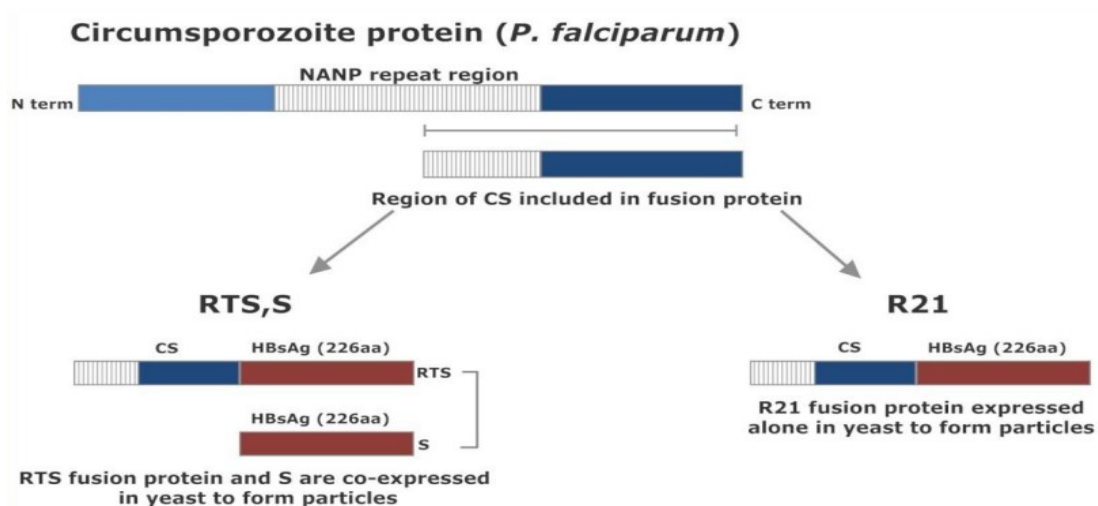 Circumsporozoite protein (P. falciparum)
NANP repeat region
N term
C term
Region of CS included in fusion protein
RTS,S
CS
HBsAg (226aa)
RTS
HBsAg (226aa)
S
RTS fusion protein and S are co-expressed
in yeast to form particles
R21
CS
HBsAg (226aa)
R21 fusion protein expressed
alone in yeast to form particles